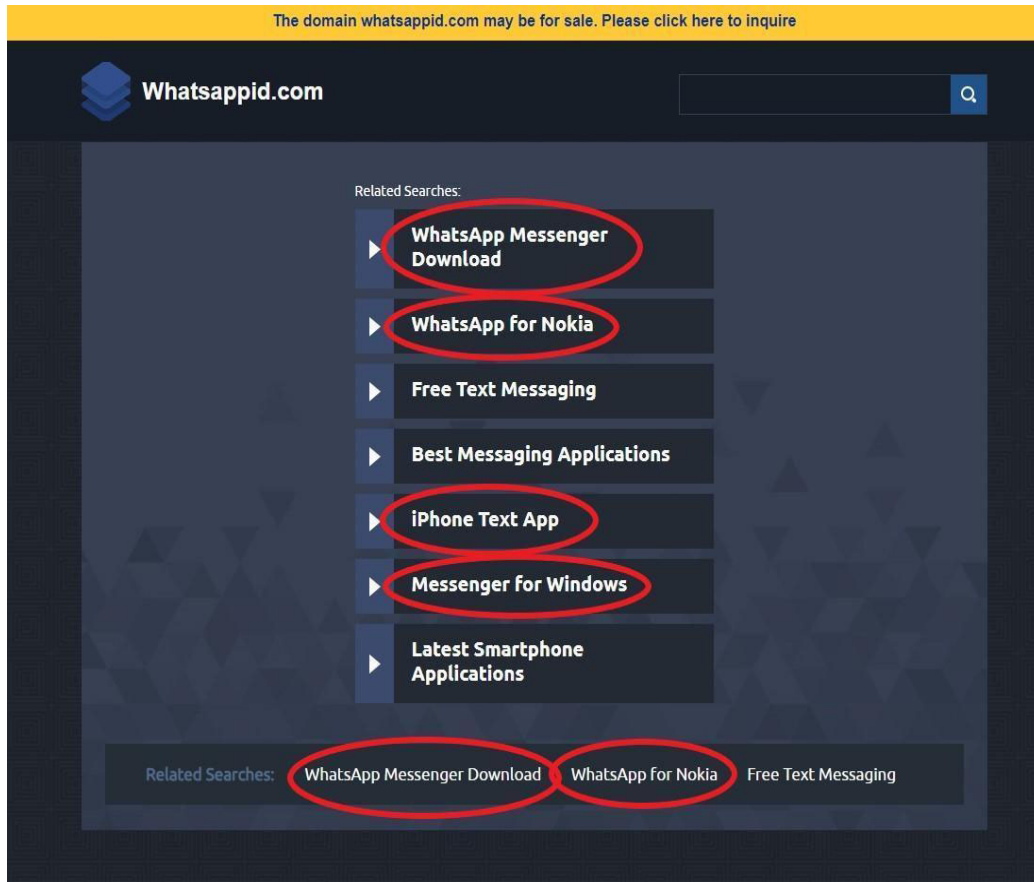 The domain whatsappid.com may be for sale. Please click here to inquire
Whatsappid.com
Related Searches:
WhatsApp Messenger
Download
WhatsApp for Nokia
Free Text Messaging
Best Messaging Applications
iPhone Text App
Messenger for Windows
Latest Smartphone
Applications
Related Searches: WhatsApp Messenger Download WhatsApp for Nokia Free Text Messaging